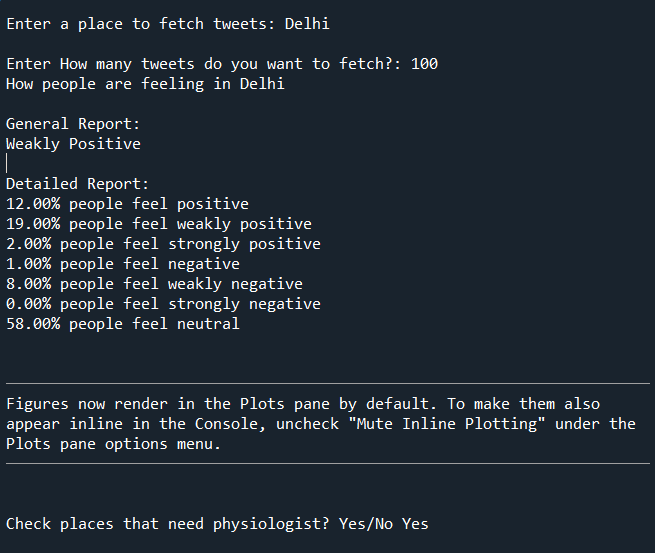 Enter a place to fetch tweets: Delhi
Enter How many tweets do you want to fetch?: 100
How people are feeling in Delhi
General Report:
Weakly Positive
Detailed Report:
12.00% people feel positive
19.00% people feel weakly positive
2.00% people feel strongly positive
1.00% people feel negative
8.00% people feel weakly negative
0.00% people feel strongly negative
58.00% people feel neutral
Figures now render in the Plots pane by default. To make them also
appear inline in the Console, uncheck "Mute Inline Plotting" under the
Plots pane options menu.
Check places that need physiologist? Yes/No Yes